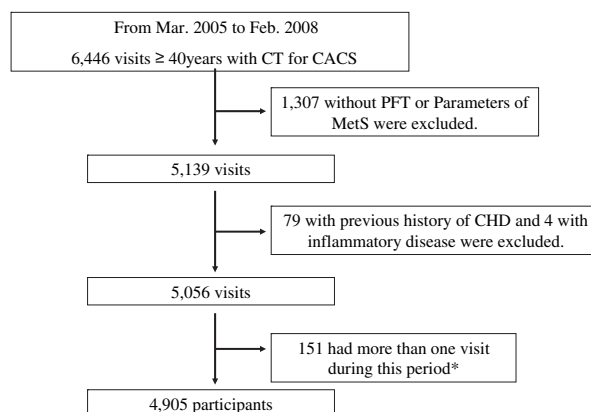 From Mar. 2005 to Feb. 2008
6,446 visits ≥ 40years with CT for CACS
1,307 without PFT or Parameters of
MetS were excluded.
5,139 visits
79 with previous history of CHD and 4 with
inflammatory disease were excluded.
5,056 visits
151 had more than one visit
during this period*
4,905 participants